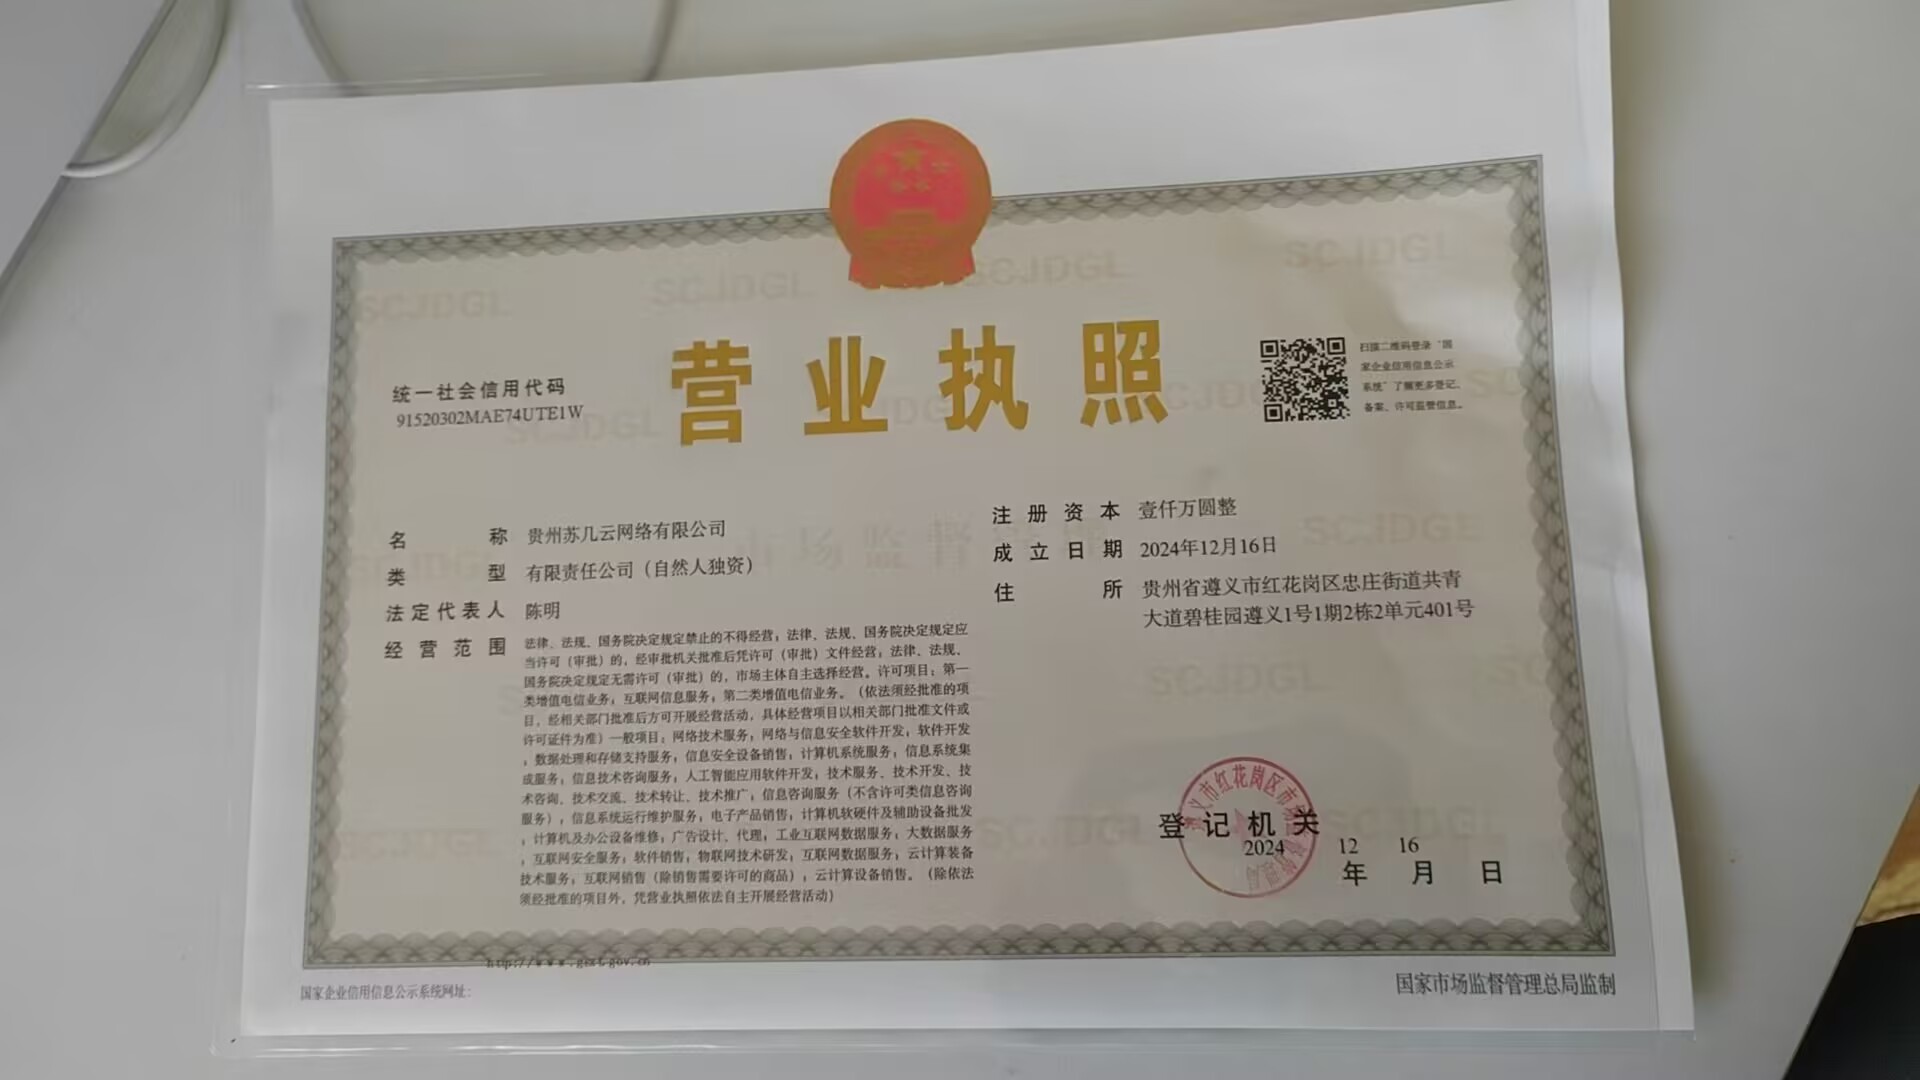 统一社会信用代码
91520302MAE74UTE1W
营业执照
扫描二维码登录“国
家企业信用信息公示
系统”了解更多登记、
备案、许可监管信息。
名称 贵州苏几云网络有限公司
类型 有限责任公司（自然人独资）
法定代表人 陈明
经营范围 法律、法规、国务院决定规定禁止的不得经营；法律、法规、国务院决定规定应
当许可（审批）的，经审批机关批准后凭许可（审批）文件经营；法律、法规、
国务院决定规定无需许可（审批）的，市场主体自主选择经营。许可项目：第一
类增值电信业务；互联网信息服务；第二类增值电信业务。（依法须经批准的项
目，经相关部门批准后方可开展经营活动，具体经营项目以相关部门批准文件或
许可证件为准）一般项目：网络技术服务；网络与信息安全软件开发；软件开发
；数据处理和存储支持服务；信息安全设备销售；计算机系统服务；信息系统集
成服务；信息技术咨询服务；人工智能应用软件开发；技术服务、技术开发、技
术咨询、技术交流、技术转让、技术推广；信息咨询服务（不含许可类信息咨询
服务）；信息系统运行维护服务；电子产品销售；计算机软硬件及辅助设备批发
；计算机及办公设备维修；广告设计、代理；工业互联网数据服务；大数据服务
；互联网安全服务；软件销售；物联网技术研发；互联网数据服务；云计算装备
技术服务；互联网销售（除销售需要许可的商品）；云计算设备销售。（除依法
须经批准的项目外，凭营业执照依法自主开展经营活动）
注册资本 壹仟万圆整
成立日期 2024年12月16日
住所 贵州省遵义市红花岗区忠庄街道共青
大道碧桂园遵义1号1期2栋2单元401号
登记机关
2024 12 16
年 月 日
遵义市红花岗区市场监督管理局
http://www.gsxt.gov.cn
国家企业信用信息公示系统网址：
国家市场监督管理总局监制
SCJDGL
市场监督管理